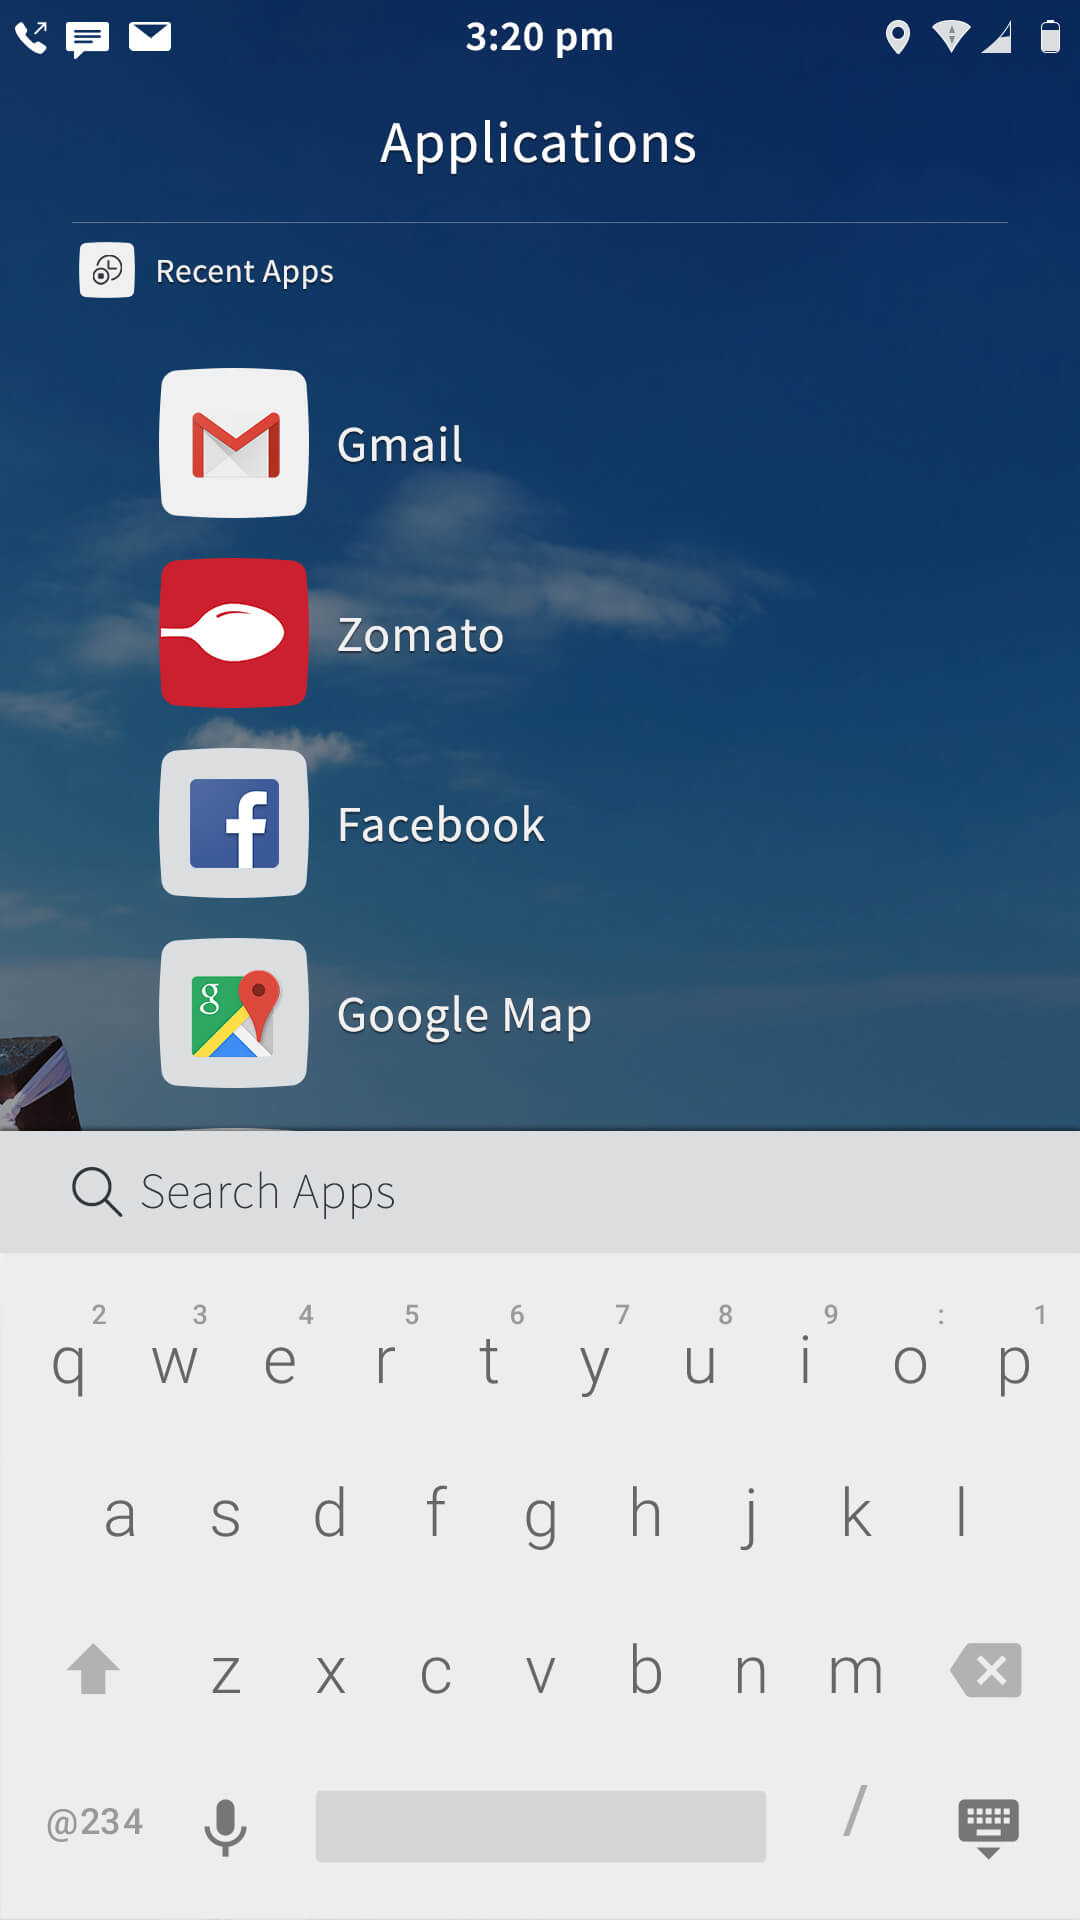 3:20 pm
Applications
Recent Apps
Gmail
Zomato
Facebook
g
Google Map
Search Apps
2 3 4 5 6 7 8 9 : 1
q w e r t y u i o p
a s d f g h j k l
z x c v b n m
@234 /